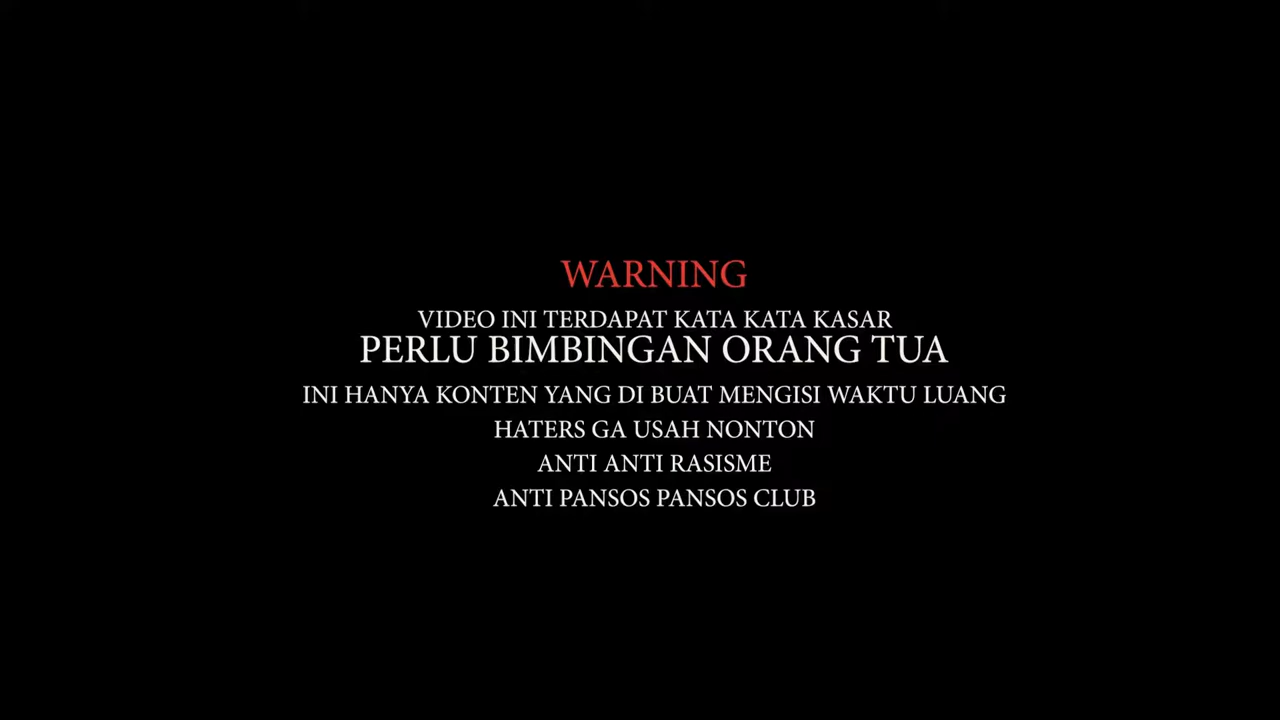 WARNING
VIDEO INI TERDAPAT KATA KATA KASAR
PERLU BIMBINGAN ORANG TUA
INI HANYA KONTEN YANG DI BUAT MENGISI WAKTU LUANG
HATERS GA USAH NONTON
ANTI ANTI RASISME
ANTI PANSOS PANSOS CLUB